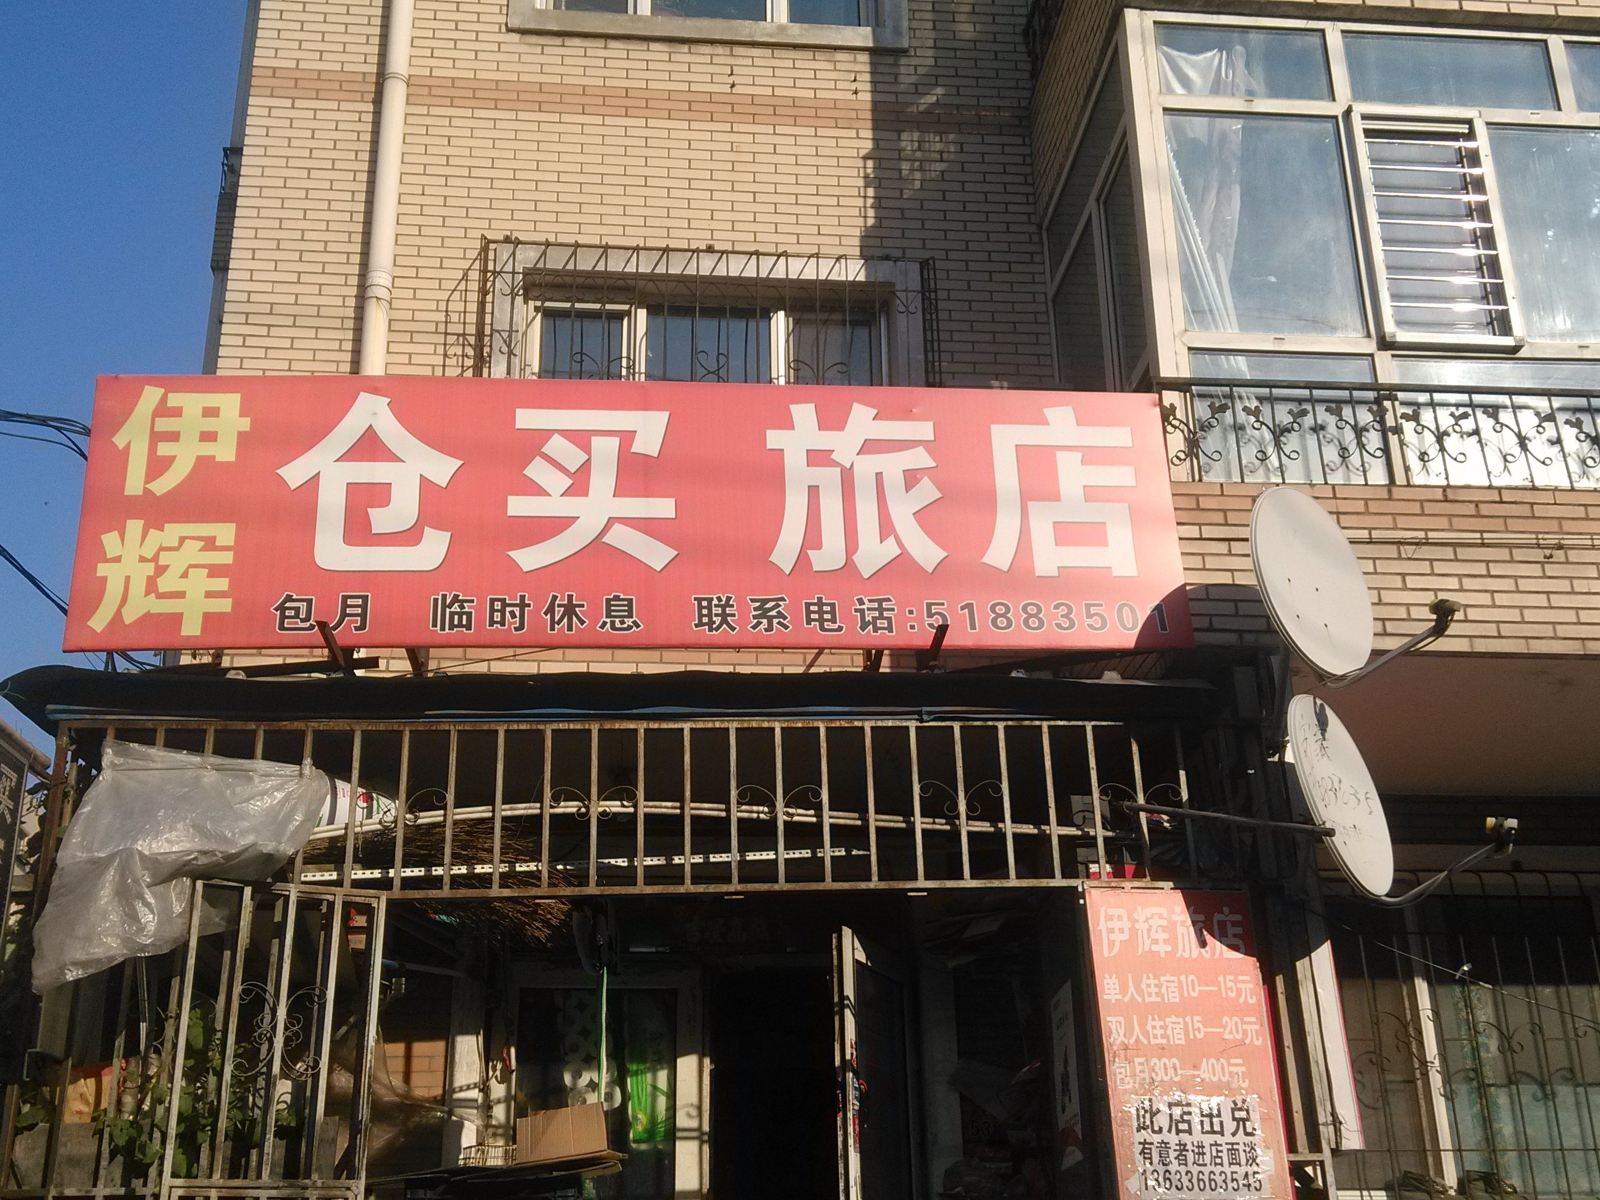 伊辉
仓买 旅店
包月 临时休息 联系电话:51883501
伊辉旅店
单人住宿10—15元
双人住宿15—20元
包月300—400元
此店出兑
有意者进店面谈
13633663545